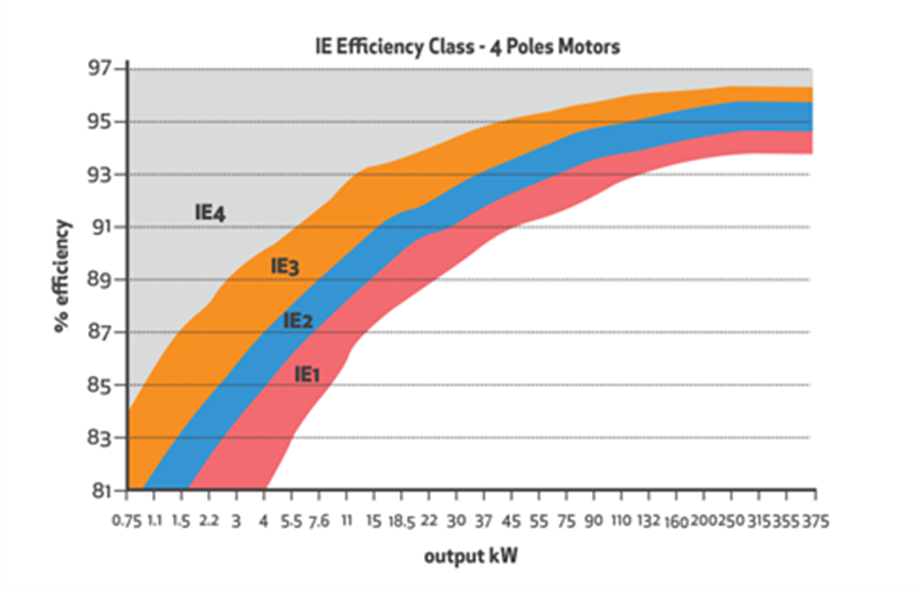 IE Efficiency Class - 4 Poles Motors
97
95
93
91
89
87
85
83
81
% efficiency
IE4
IE3
IE2
IE1
0.75 1.1 1.5 2.2 3 4 5.5 7.6 11 15 18.5 22 30 37 45 55 75 90 110 132 160 200 250 315 355 375
output kW